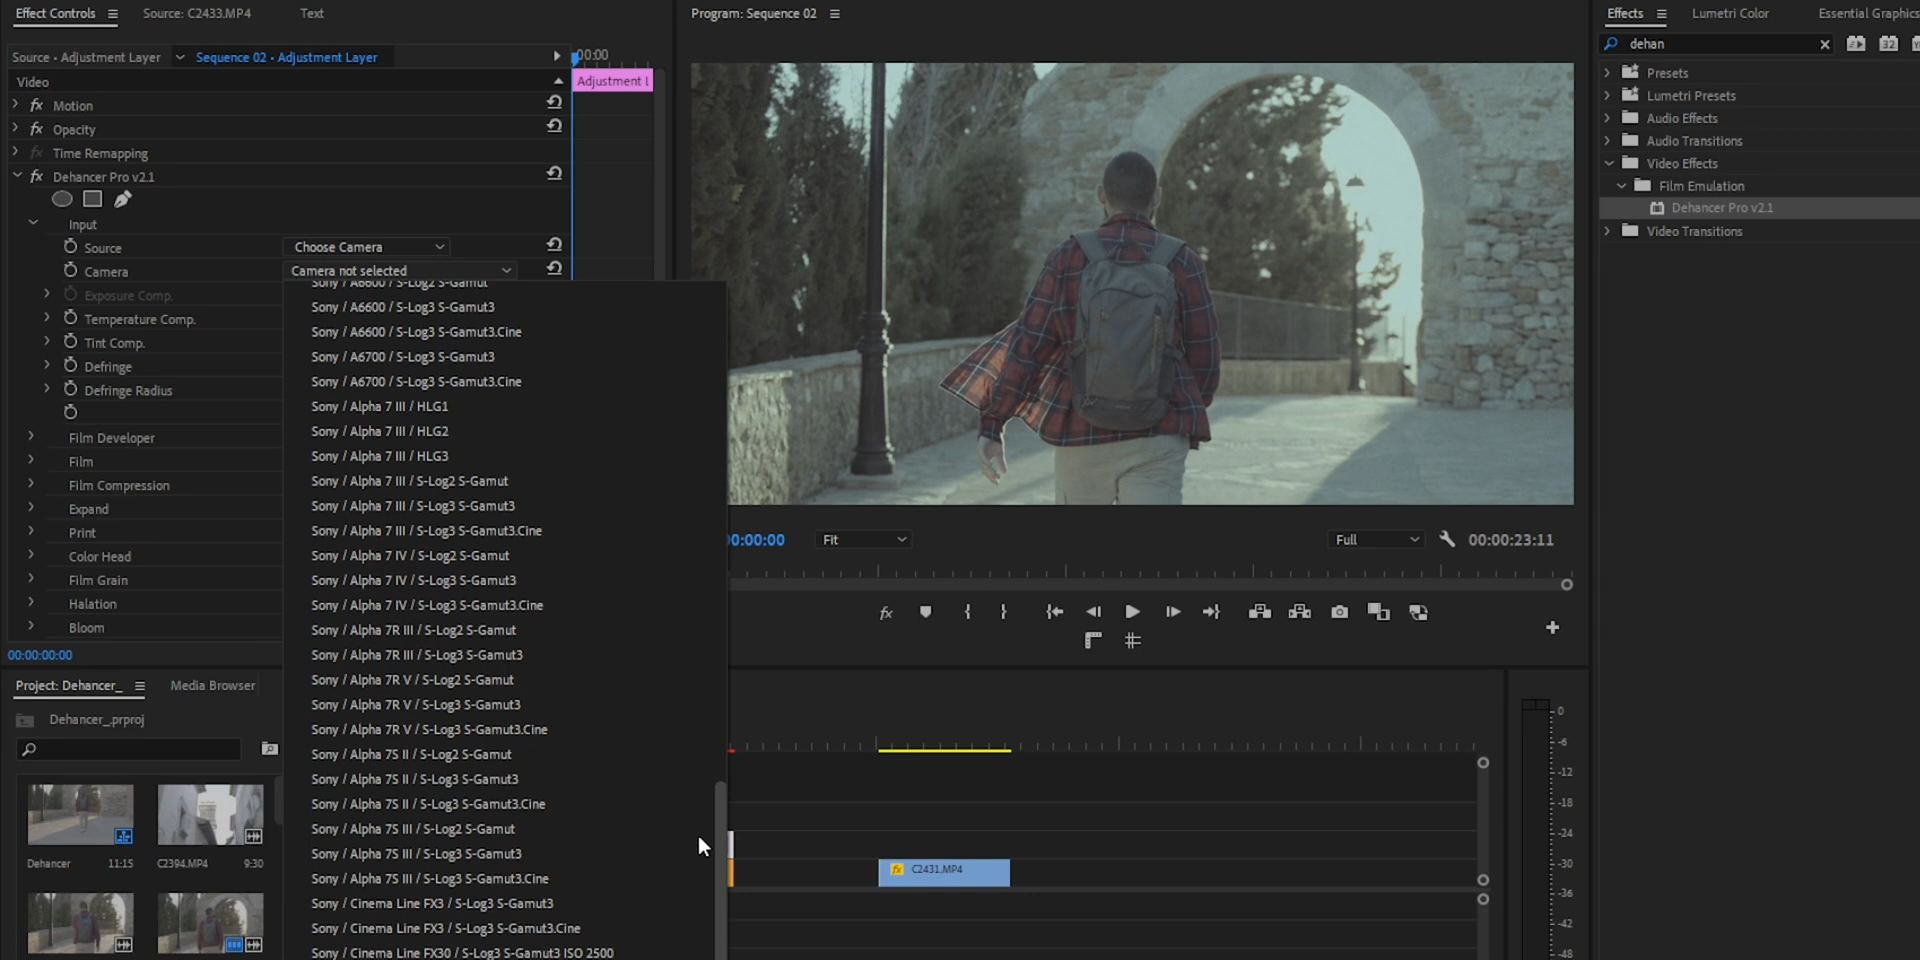 Effect Controls
Source: C2433.MP4
Text
Source - Adjustment Layer
Sequence 02 - Adjustment Layer
00:00
Video
Adjustment L
fx Motion
fx Opacity
fx Time Remapping
fx Dehancer Pro v2.1
Input
Source
Choose Camera
Camera
Camera not selected
Exposure Comp.
Temperature Comp.
Tint Comp.
Defringe
Defringe Radius
Film Developer
Film
Film Compression
Expand
Print
Color Head
Film Grain
Halation
Bloom
00:00:00:00
Sony / A6600 / S-Log2 S-Gamut
Sony / A6600 / S-Log3 S-Gamut3
Sony / A6600 / S-Log3 S-Gamut3.Cine
Sony / A6700 / S-Log3 S-Gamut3
Sony / A6700 / S-Log3 S-Gamut3.Cine
Sony / Alpha 7 III / HLG1
Sony / Alpha 7 III / HLG2
Sony / Alpha 7 III / HLG3
Sony / Alpha 7 III / S-Log2 S-Gamut
Sony / Alpha 7 III / S-Log3 S-Gamut3
Sony / Alpha 7 III / S-Log3 S-Gamut3.Cine
Sony / Alpha 7 IV / S-Log2 S-Gamut
Sony / Alpha 7 IV / S-Log3 S-Gamut3
Sony / Alpha 7 IV / S-Log3 S-Gamut3.Cine
Sony / Alpha 7R III / S-Log2 S-Gamut
Sony / Alpha 7R III / S-Log3 S-Gamut3
Sony / Alpha 7R V / S-Log2 S-Gamut
Sony / Alpha 7R V / S-Log3 S-Gamut3
Sony / Alpha 7R V / S-Log3 S-Gamut3.Cine
Sony / Alpha 7S II / S-Log2 S-Gamut
Sony / Alpha 7S II / S-Log3 S-Gamut3
Sony / Alpha 7S II / S-Log3 S-Gamut3.Cine
Sony / Alpha 7S III / S-Log2 S-Gamut
Sony / Alpha 7S III / S-Log3 S-Gamut3
Sony / Alpha 7S III / S-Log3 S-Gamut3.Cine
Sony / Cinema Line FX3 / S-Log3 S-Gamut3
Sony / Cinema Line FX3 / S-Log3 S-Gamut3.Cine
Sony / Cinema Line FX30 / S-Log3 S-Gamut3 ISO 2500
Project: Dehancer_
Media Browser
Dehancer_.prproj
Dehancer
11:15
C2394.MP4
9:30
Program: Sequence 02
0:00:00
Fit
Full
00:00:23:11
fx
fx C2431.MP4
0
-6
-12
-18
-24
-30
-36
-42
-48
Effects
Lumetri Color
Essential Graphics
dehan
32
Presets
Lumetri Presets
Audio Effects
Audio Transitions
Video Effects
Film Emulation
Dehancer Pro v2.1
Video Transitions